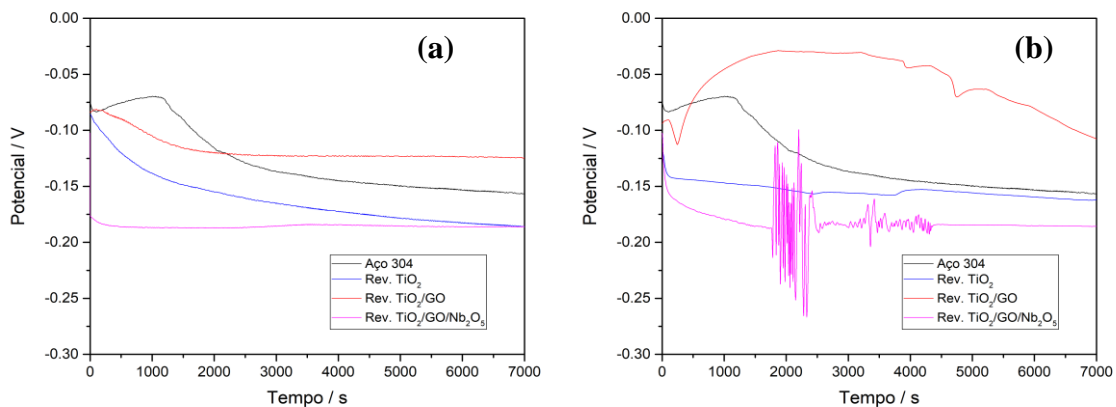 (a)
0.00
-0.05
-0.10
-0.15
-0.20
-0.25
-0.30
Potencial / V
0 1000 2000 3000 4000 5000 6000 7000
Tempo / s
Aço 304
Rev. TiO₂
Rev. TiO₂/GO
Rev. TiO₂/GO/Nb₂O₅
(b)
0.00
-0.05
-0.10
-0.15
-0.20
-0.25
-0.30
Potencial / V
0 1000 2000 3000 4000 5000 6000 7000
Tempo / s
Aço 304
Rev. TiO₂
Rev. TiO₂/GO
Rev. TiO₂/GO/Nb₂O₅